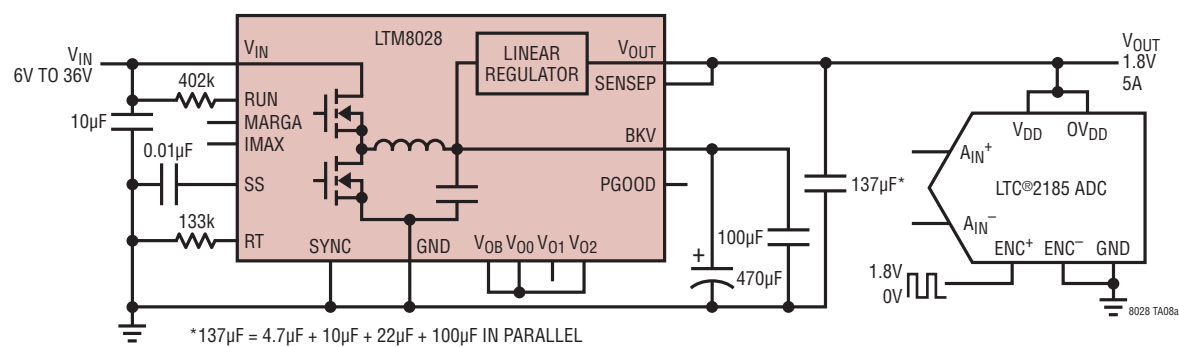 VIN
6V TO 36V
10µF
402k
0.01µF
133k
LTM8028
VIN
RUN
MARGA
IMAX
SS
RT
SYNC
GND
VOB VO0 VO1 VO2
LINEAR
REGULATOR
VOUT
SENSEP
BKV
PGOOD
470µF
+
100µF
137µF*
VOUT
1.8V
5A
VDD
OVDD
AIN+
LTC®2185 ADC
AIN–
ENC+ ENC– GND
1.8V
0V
8028 TA08a
*137µF = 4.7µF + 10µF + 22µF + 100µF IN PARALLEL